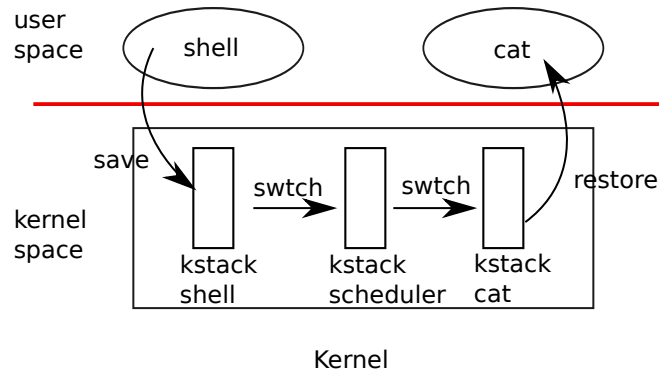 user
space
shell
cat
save
swtch
swtch
restore
kernel
space
kstack
shell
kstack
scheduler
kstack
cat
Kernel